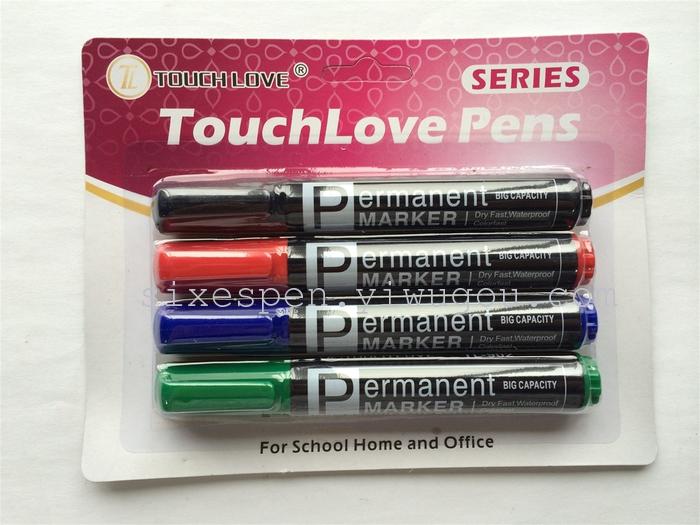 TL TOUCH LOVE ®
SERIES
TouchLove Pens
Permanent BIG CAPACITY
MARKER Dry Fast,Waterproof
Colorfast
Permanent BIG CAPACITY
MARKER Dry Fast,Waterproof
sixespen.yiwugou.com
Permanent BIG CAPACITY
MARKER Dry Fast,Waterproof
Permanent BIG CAPACITY
MARKER Dry Fast,Waterproof
For School Home and Office